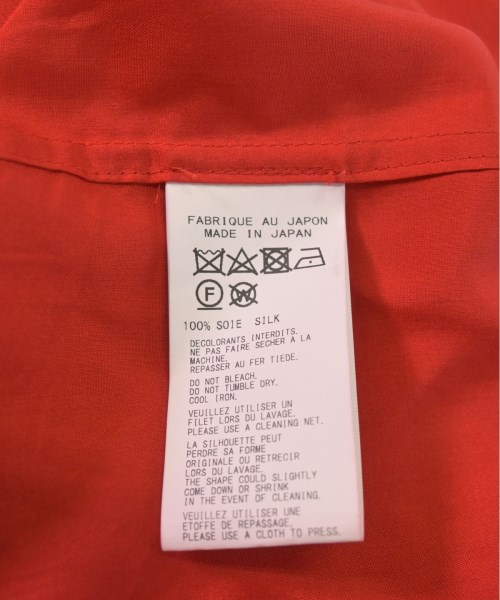 FABRIQUE AU JAPON
MADE IN JAPAN
F W
100% SOIE SILK
DECOLORANTS INTERDITS.
NE PAS FAIRE SECHER A LA
MACHINE.
REPASSER AU FER TIEDE.
DO NOT BLEACH.
DO NOT TUMBLE DRY.
COOL IRON.
VEUILLEZ UTILISER UN
FILET LORS DU LAVAGE.
PLEASE USE A CLEANING NET.
LA SILHOUETTE PEUT
PERDRE SA FORME
ORIGINALE OU RETRECIR
LORS DU LAVAGE.
THE SHAPE COULD SLIGHTLY
COME DOWN OR SHRINK
IN THE EVENT OF CLEANING.
VEUILLEZ UTILISER UNE
ETOFFE DE REPASSAGE.
PLEASE USE A CLOTH TO PRESS.